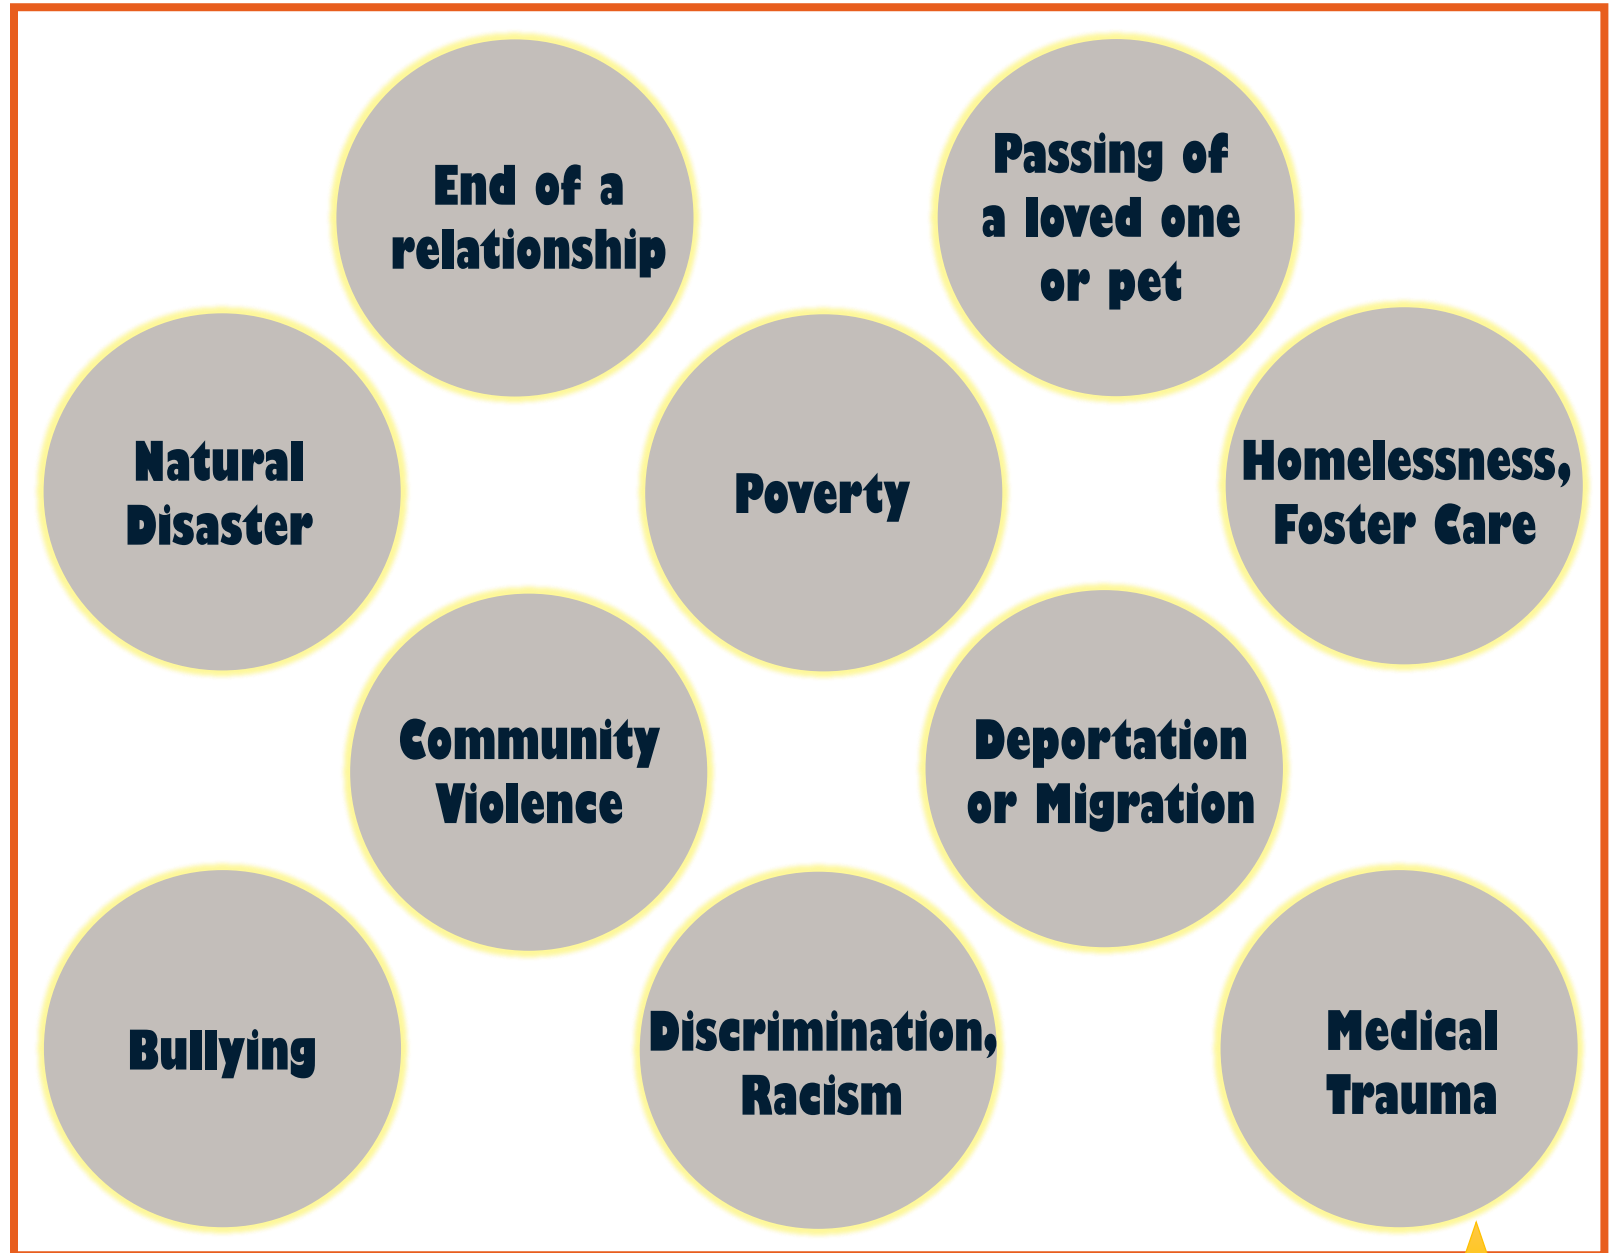 End of a
relationship
Passing of
a loved one
or pet
Natural
Disaster
Poverty
Homelessness,
Foster Care
Community
Violence
Deportation
or Migration
Bullying
Discrimination,
Racism
Medical
Trauma